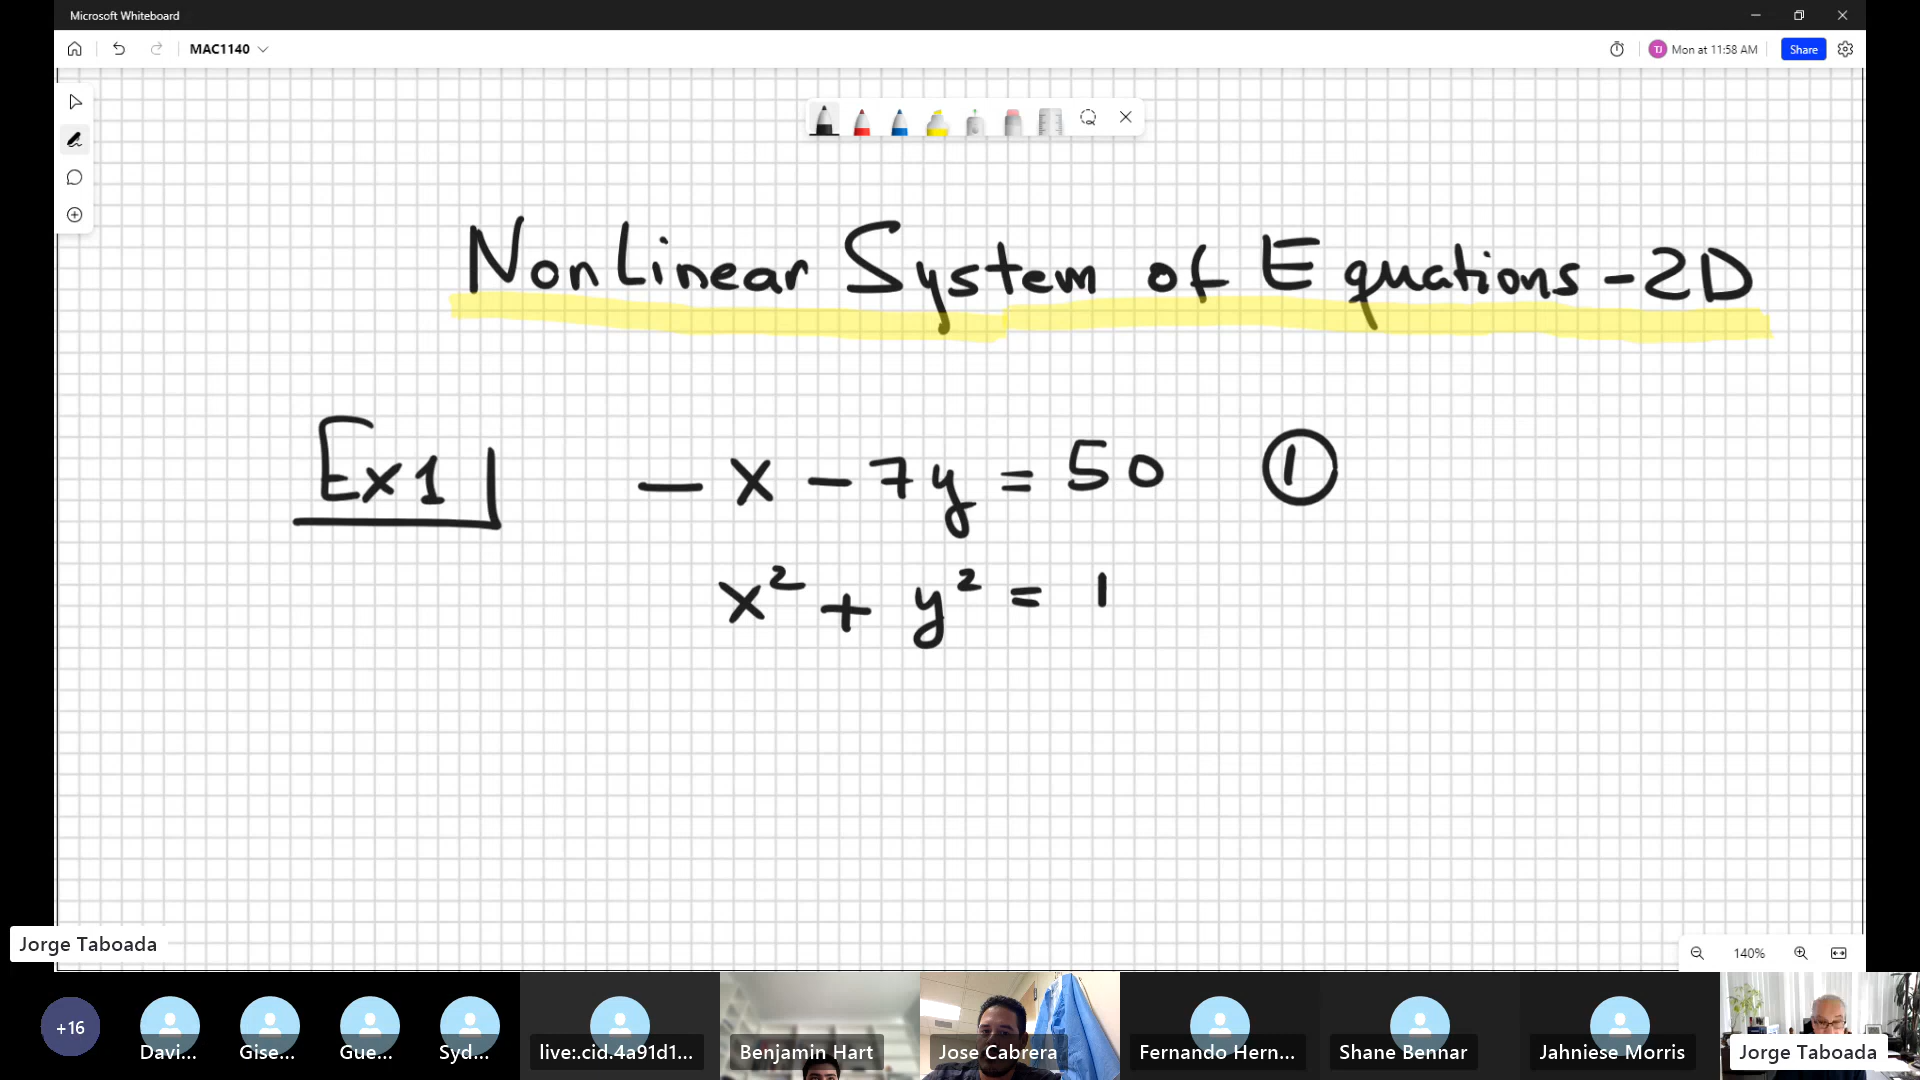 Microsoft Whiteboard
MAC1140
TJ Mon at 11:58 AM Share
NonLinear System of Equations - 2D
Ex1 - x - 7y = 50 ①
x² + y² = 1
Jorge Taboada
140%
+16 Davi... Gise... Gue... Syd... live:.cid.4a91d1... Benjamin Hart Jose Cabrera Fernando Hern... Shane Bennar Jahniese Morris Jorge Taboada